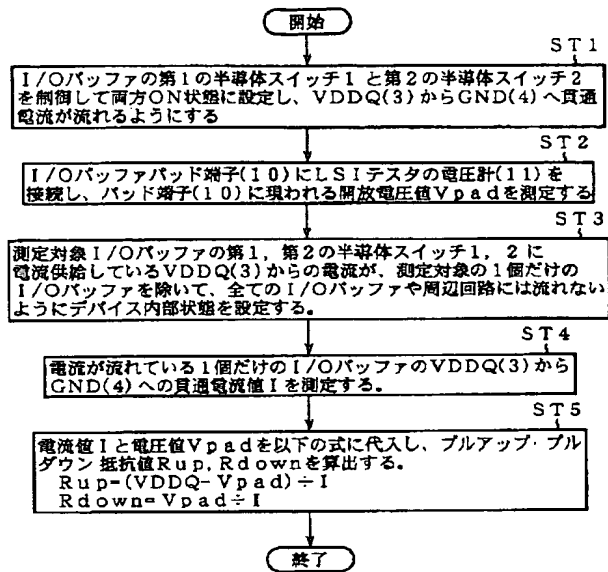 開始
ST1
I/Oバッファの第1の半導体スイッチ1 と第2の半導体スイッチ2
を制御して両方ON状態に設定し、VDDQ(3)からGND(4)へ貫通
電流が流れるようにする
ST2
I/Oバッファパッド端子(10)にLSIテスタの電圧計(11)を
接続し、パッド端子(10)に現われる開放電圧値Vpadを測定する
ST3
測定対象I/Oバッファの第1,第2の半導体スイッチ1,2 に
電流供給しているVDDQ(3)からの電流が、測定対象の1個だけの
I/Oバッファを除いて、全てのI/Oバッファや周辺回路には流れない
ようにデバイス内部状態を設定する。
ST4
電流が流れている1個だけのI/OバッファのVDDQ(3)から
GND(4)への貫通電流値Iを測定する。
ST5
電流値Iと電圧値Vpadを以下の式に代入し、プルアップ・プル
ダウン 抵抗値Rup,Rdownを算出する。
Rup=(VDDQ-Vpad)÷I
Rdown=Vpad÷I
終了